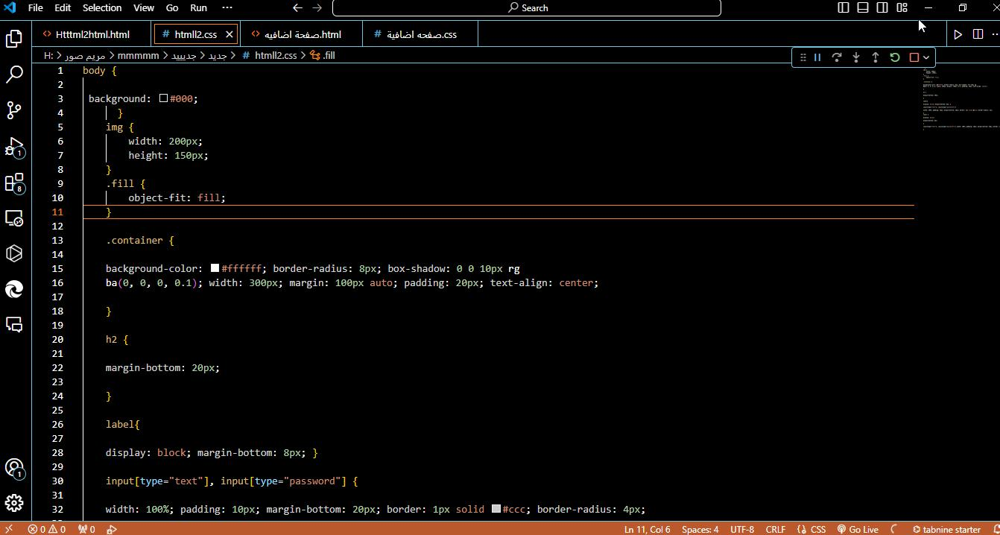 File Edit Selection View Go Run ··· Search
Htttml2html.html # htmll2.css صفحة اضافيه.html # صفحه اضافية.css
H: > مريم صور > mmmmm > جديييد > جديد > # htmll2.css > .fill
1 body {
2
3 background: #000;
4 }
5 img {
6 width: 200px;
7 height: 150px;
8 }
9 .fill {
10 object-fit: fill;
11 }
12
13 .container {
14
15 background-color: #ffffff; border-radius: 8px; box-shadow: 0 0 10px rg
16 ba(0, 0, 0, 0.1); width: 300px; margin: 100px auto; padding: 20px; text-align: center;
17
18 }
19
20 h2 {
21
22 margin-bottom: 20px;
23
24 }
25
26 label{
27
28 display: block; margin-bottom: 8px; }
29
30 input[type="text"], input[type="password"] {
31
32 width: 100%; padding: 10px; margin-bottom: 20px; border: 1px solid #ccc; border-radius: 4px;
1
8
1
0 0 0 Ln 11, Col 6 Spaces: 4 UTF-8 CRLF {} CSS Go Live tabnine starter